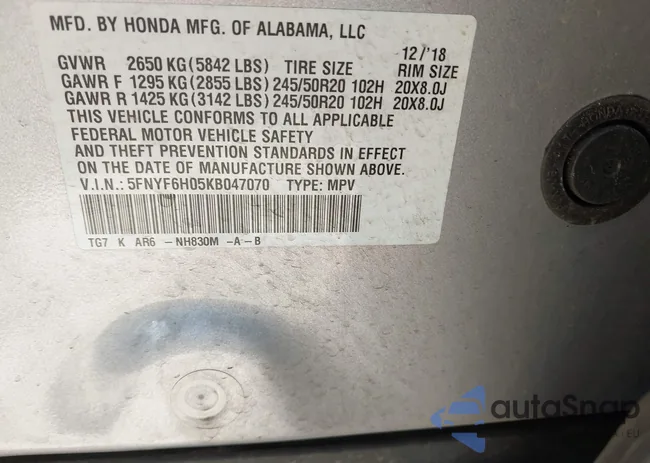 MFD. BY HONDA MFG. OF ALABAMA, LLC
12/'18
GVWR 2650 KG (5842 LBS) TIRE SIZE RIM SIZE
GAWR F 1295 KG (2855 LBS) 245/50R20 102H 20X8.0J
GAWR R 1425 KG (3142 LBS) 245/50R20 102H 20X8.0J
THIS VEHICLE CONFORMS TO ALL APPLICABLE
FEDERAL MOTOR VEHICLE SAFETY
AND THEFT PREVENTION STANDARDS IN EFFECT
ON THE DATE OF MANUFACTURE SHOWN ABOVE.
V.I.N.: 5FNYF6H05KB047070 TYPE: MPV
TG7 K AR6 -NH830M -A-B
autoSnap
EU